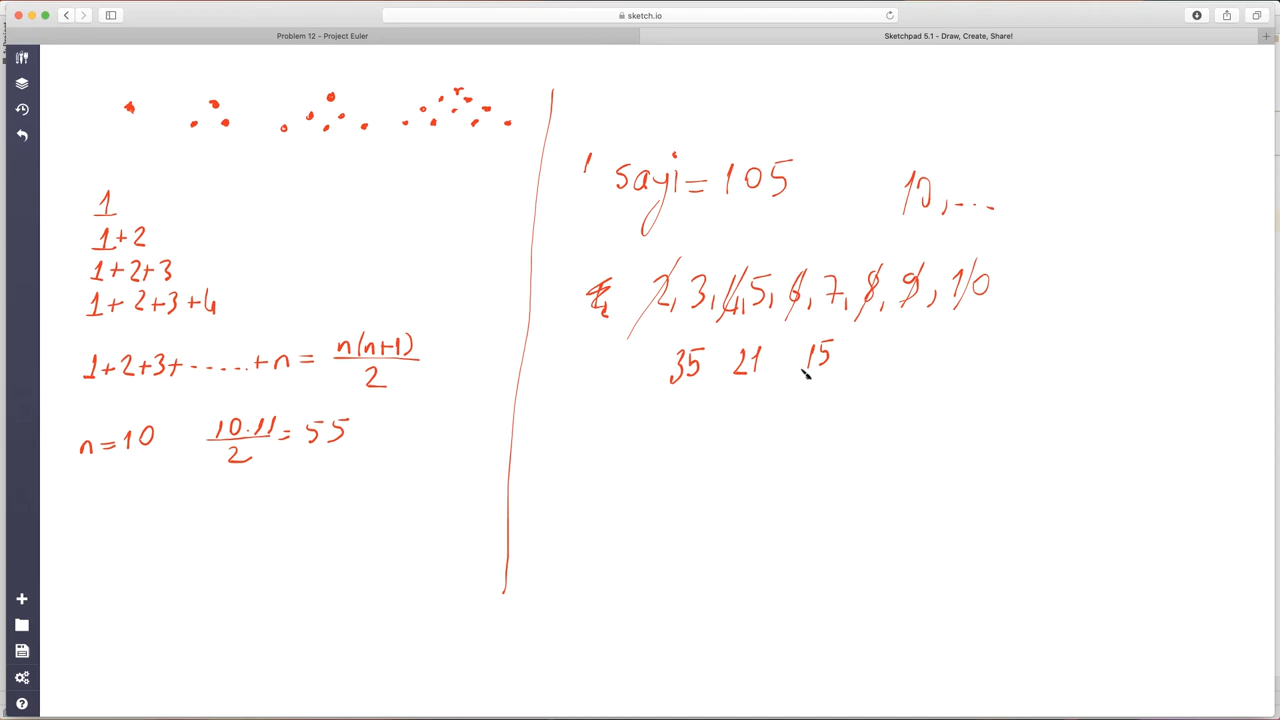 sketch.io
Problem 12 - Project Euler
Sketchpad 5.1 - Draw, Create, Share!
1
1+2
1+2+3
1+2+3+4
1+2+3+......+n = n(n+1)/2
n=10 10.11/2 = 55
sayi = 105 10, ...
2, 3, 4, 5, 6, 7, 8, 9, 10
35 21 15